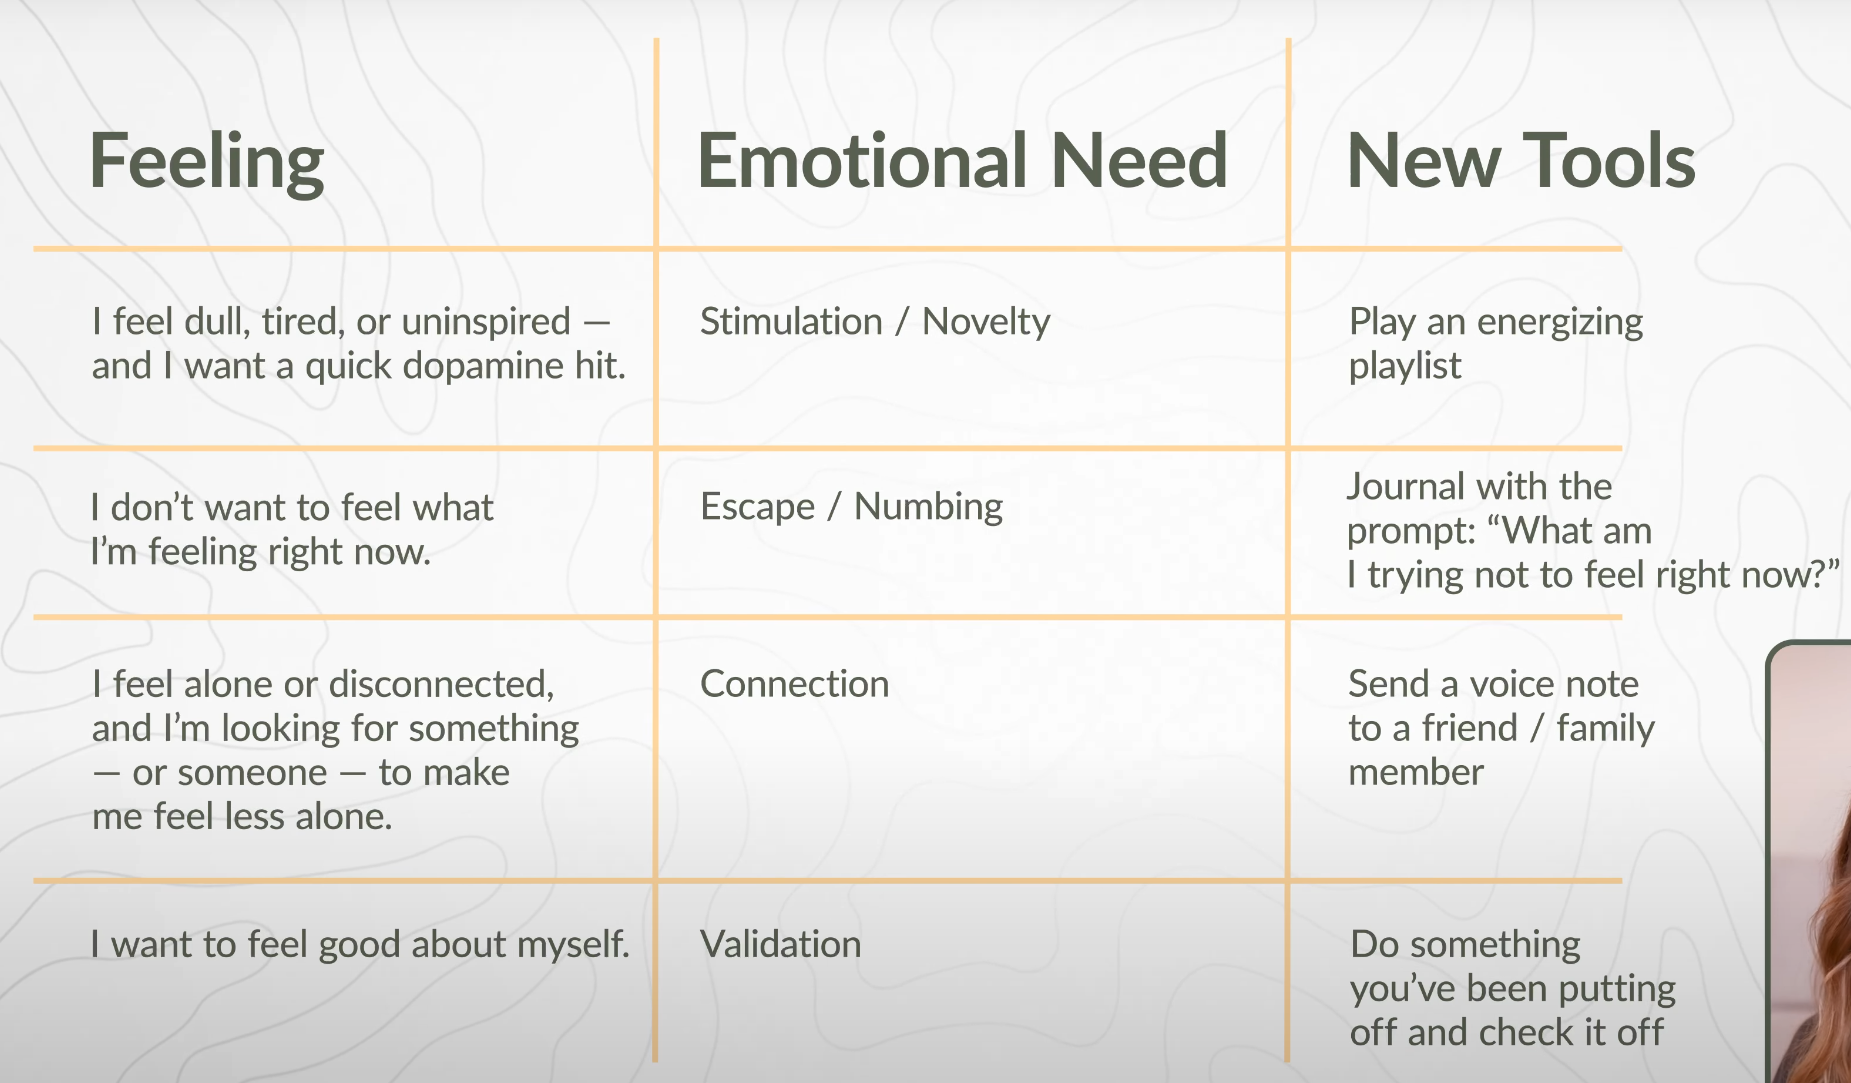 Feeling
Emotional Need
New Tools
I feel dull, tired, or uninspired —
and I want a quick dopamine hit.
Stimulation / Novelty
Play an energizing
playlist
I don’t want to feel what
I’m feeling right now.
Escape / Numbing
Journal with the
prompt: “What am
I trying not to feel right now?”
I feel alone or disconnected,
and I’m looking for something
— or someone — to make
me feel less alone.
Connection
Send a voice note
to a friend / family
member
I want to feel good about myself.
Validation
Do something
you’ve been putting
off and check it off